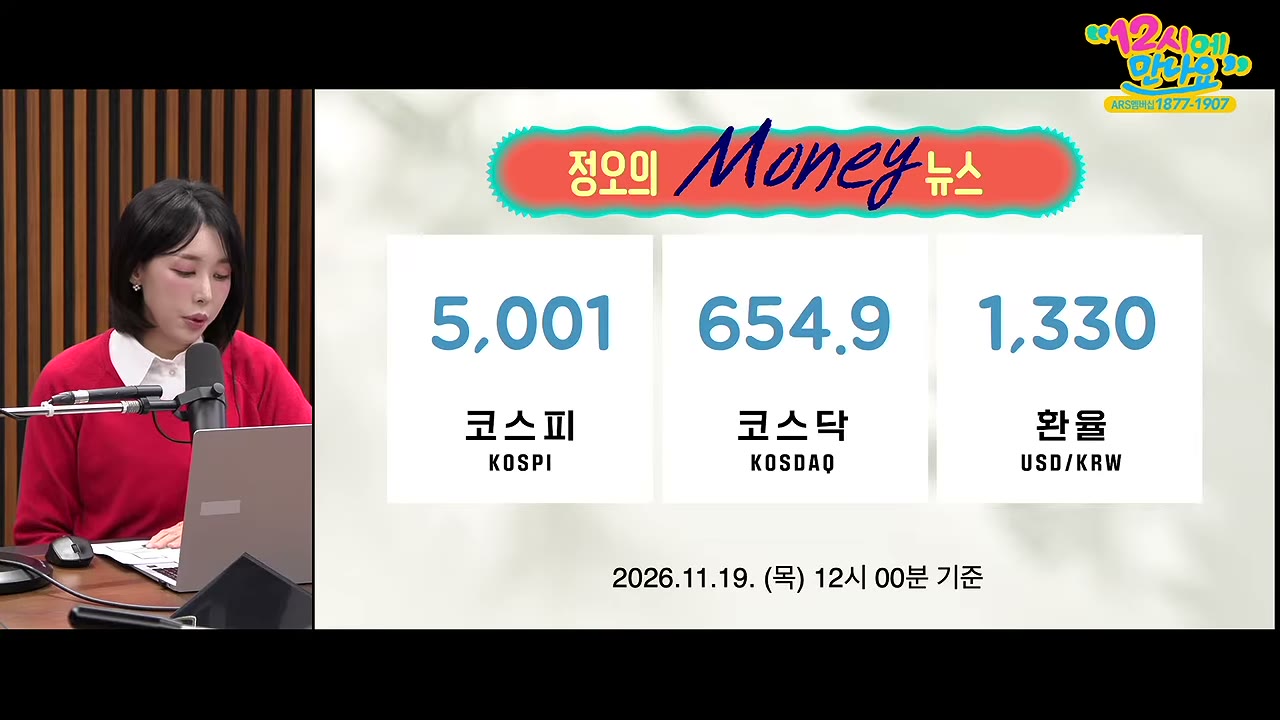 "12시에
만나요"
ARS멤버십 1877-1907
정오의 Money 뉴스
5,001
코스피
KOSPI
654.9
코스닥
KOSDAQ
1,330
환율
USD/KRW
2026.11.19. (목) 12시 00분 기준